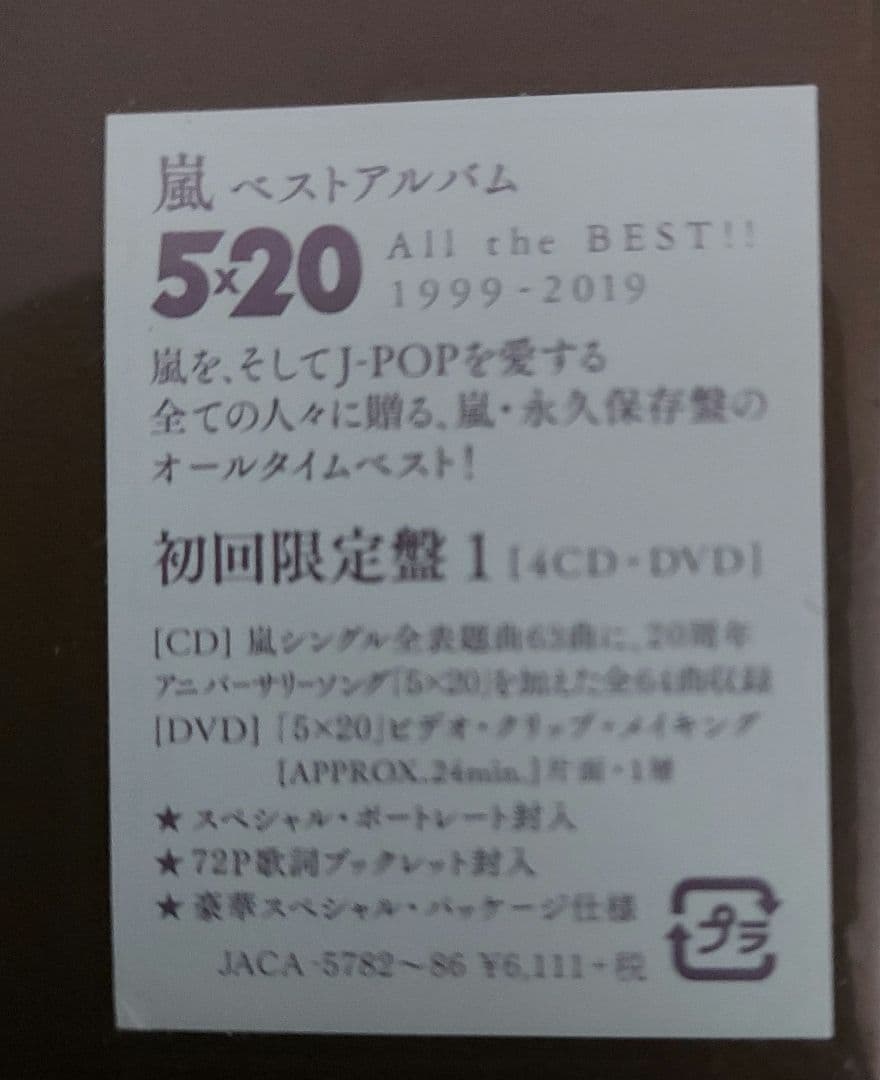 嵐 ベストアルバム
5×20 All the BEST!!
1999-2019
嵐を、そしてJ-POPを愛する
全ての人々に贈る、嵐・永久保存盤の
オールタイムベスト!
初回限定盤 1 [4CD+DVD]
[CD] 嵐シングル全表題曲63曲に、20周年
アニバーサリーソング「5×20」を加えた全64曲収録
[DVD] 「5×20」ビデオ・クリップ+メイキング
[APPROX.24min.] 片面・1層
★ スペシャル・ポートレート封入
★ 72P歌詞ブックレット封入
★ 豪華スペシャル・パッケージ仕様
JACA-5782~86 ¥6,111+税
プラ